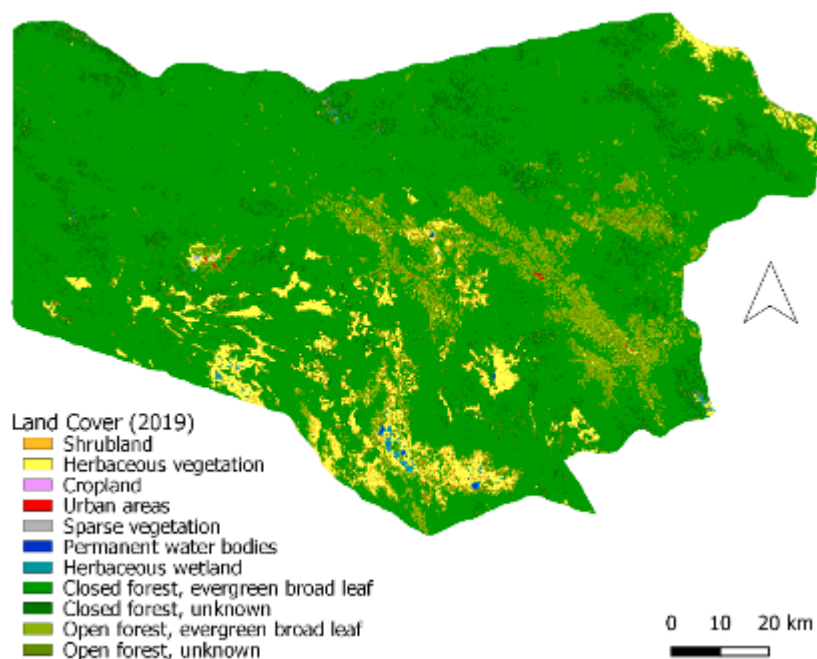 Land Cover (2019)
Shrubland
Herbaceous vegetation
Cropland
Urban areas
Sparse vegetation
Permanent water bodies
Herbaceous wetland
Closed forest, evergreen broad leaf
Closed forest, unknown
Open forest, evergreen broad leaf
Open forest, unknown
0 10 20 km